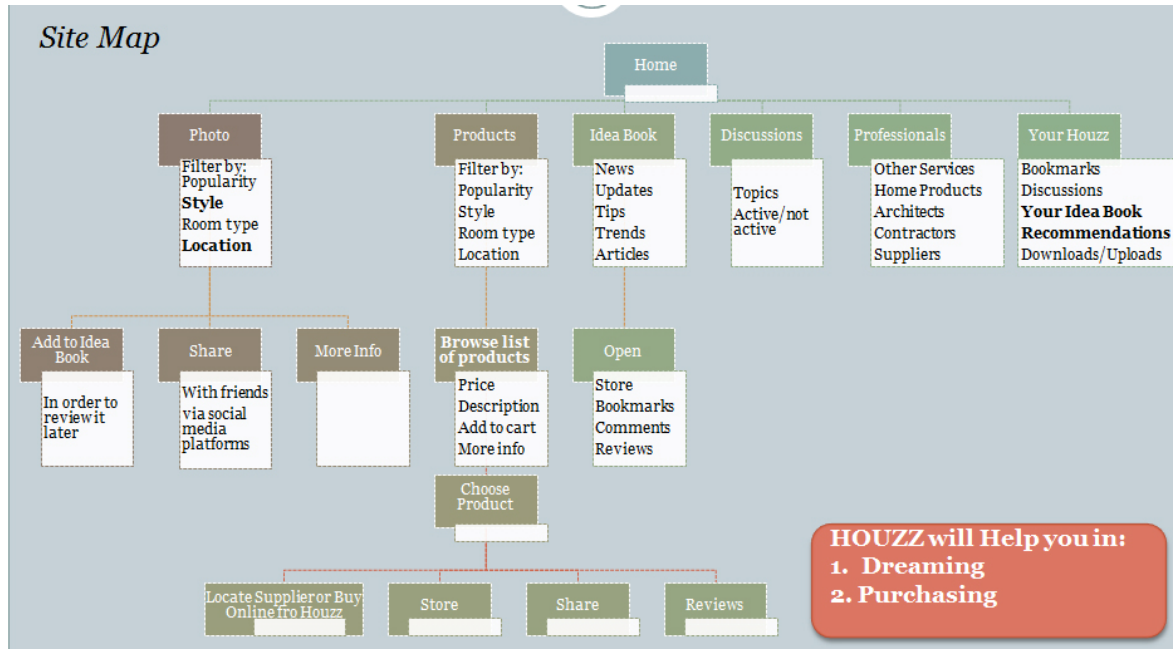 Site Map
Home
Photo
Filter by:
Popularity
Style
Room type
Location
Products
Filter by:
Popularity
Style
Room type
Location
Idea Book
News
Updates
Tips
Trends
Articles
Discussions
Topics
Active/not
active
Professionals
Other Services
Home Products
Architects
Contractors
Suppliers
Your Houzz
Bookmarks
Discussions
Your Idea Book
Recommendations
Downloads/Uploads
Add to Idea
Book
In order to
review it
later
Share
With friends
via social
media
platforms
More Info
Browse list
of products
Price
Description
Add to cart
More info
Open
Store
Bookmarks
Comments
Reviews
Choose
Product
Locate Supplier or Buy
Online fro Houzz
Store
Share
Reviews
HOUZZ will Help you in:
1. Dreaming
2. Purchasing